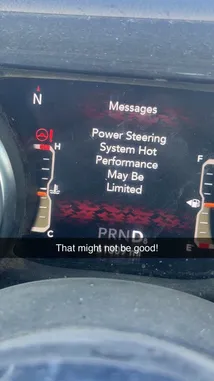 N
Messages
Power Steering
System Hot
Performance
May Be
Limited
H
F
PRND
C
E
That might not be good!